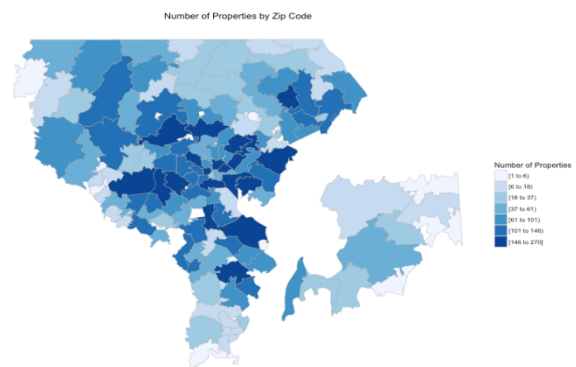 Number of Properties by Zip Code
Number of Properties
[1 to 6)
[6 to 18)
[18 to 37)
[37 to 61)
[61 to 101)
[101 to 146)
[146 to 270]